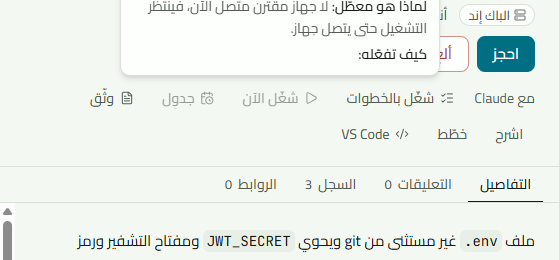 الباك إند
لماذا هو معطّل: لا جهاز مقترن متصل الآن، فينتظر
التشغيل حتى يتصل جهاز.
كيف تفعّله:
احجز
مع Claude
شغّل بالخطوات
شغّل الآن
جدول
وثّق
اشرح
خطّط
VS Code
التفاصيل
التعليقات 0
السجل 3
الروابط 0
ملف .env غير مستثنى من git ويحوي JWT_SECRET ومفتاح التشفير ورمز